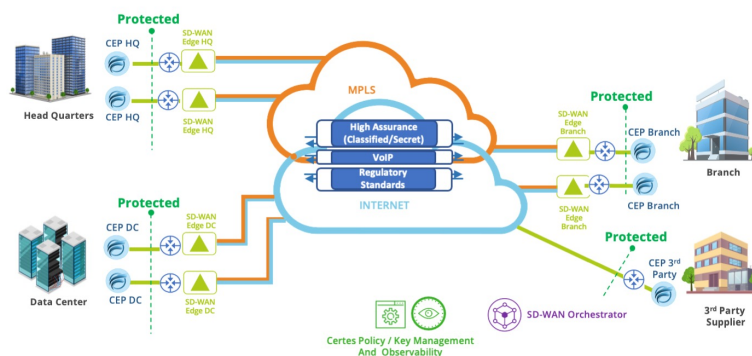 Protected
CEP HQ
SD-WAN
Edge HQ
CEP HQ
SD-WAN
Edge HQ
Head Quarters
MPLS
High Assurance
(Classified/Secret)
VoIP
Regulatory
Standards
INTERNET
Protected
SD-WAN
Edge
Branch
CEP Branch
SD-WAN
Edge
Branch
CEP Branch
Branch
Protected
CEP DC
SD-WAN
Edge DC
CEP DC
SD-WAN
Edge DC
Data Center
Protected
CEP 3rd
Party
3rd Party
Supplier
Certes Policy / Key Management
And Observability
SD-WAN Orchestrator